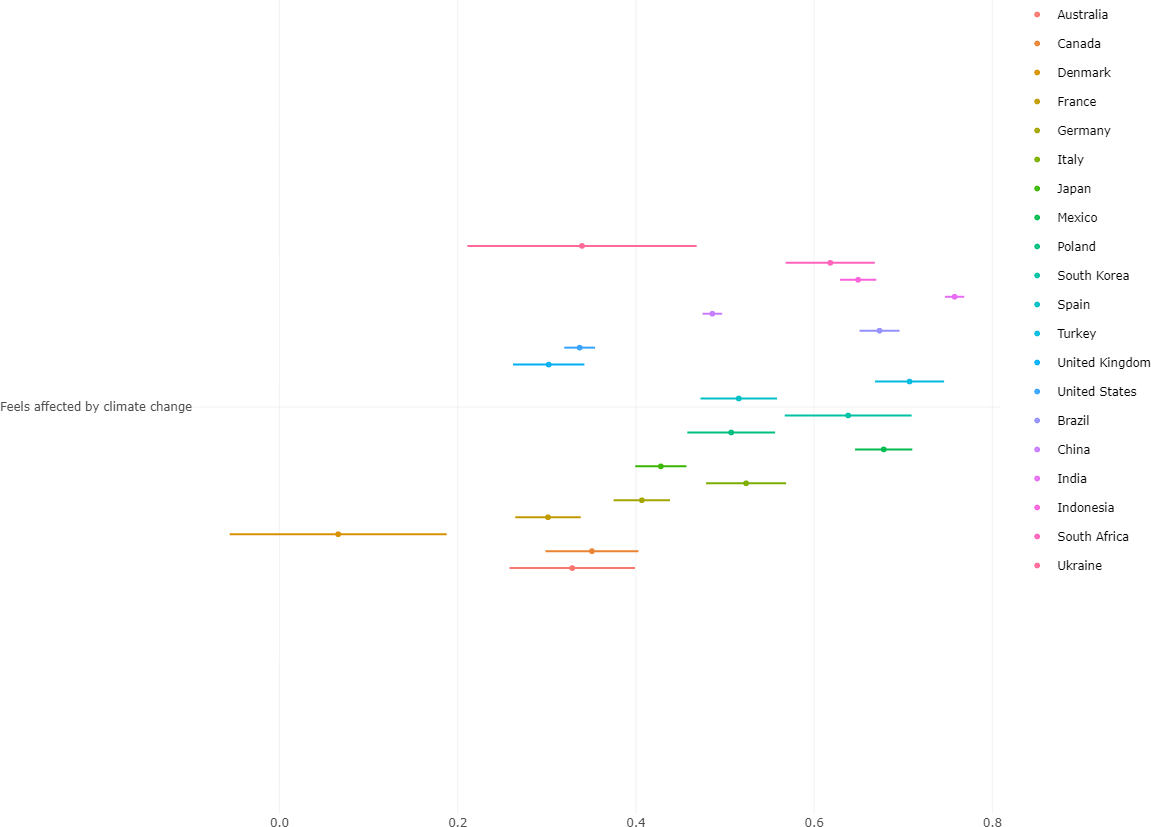 Australia
Canada
Denmark
France
Germany
Italy
Japan
Mexico
Poland
South Korea
Spain
Turkey
United Kingdom
United States
Brazil
China
India
Indonesia
South Africa
Ukraine
Feels affected by climate change
0.0 0.2 0.4 0.6 0.8